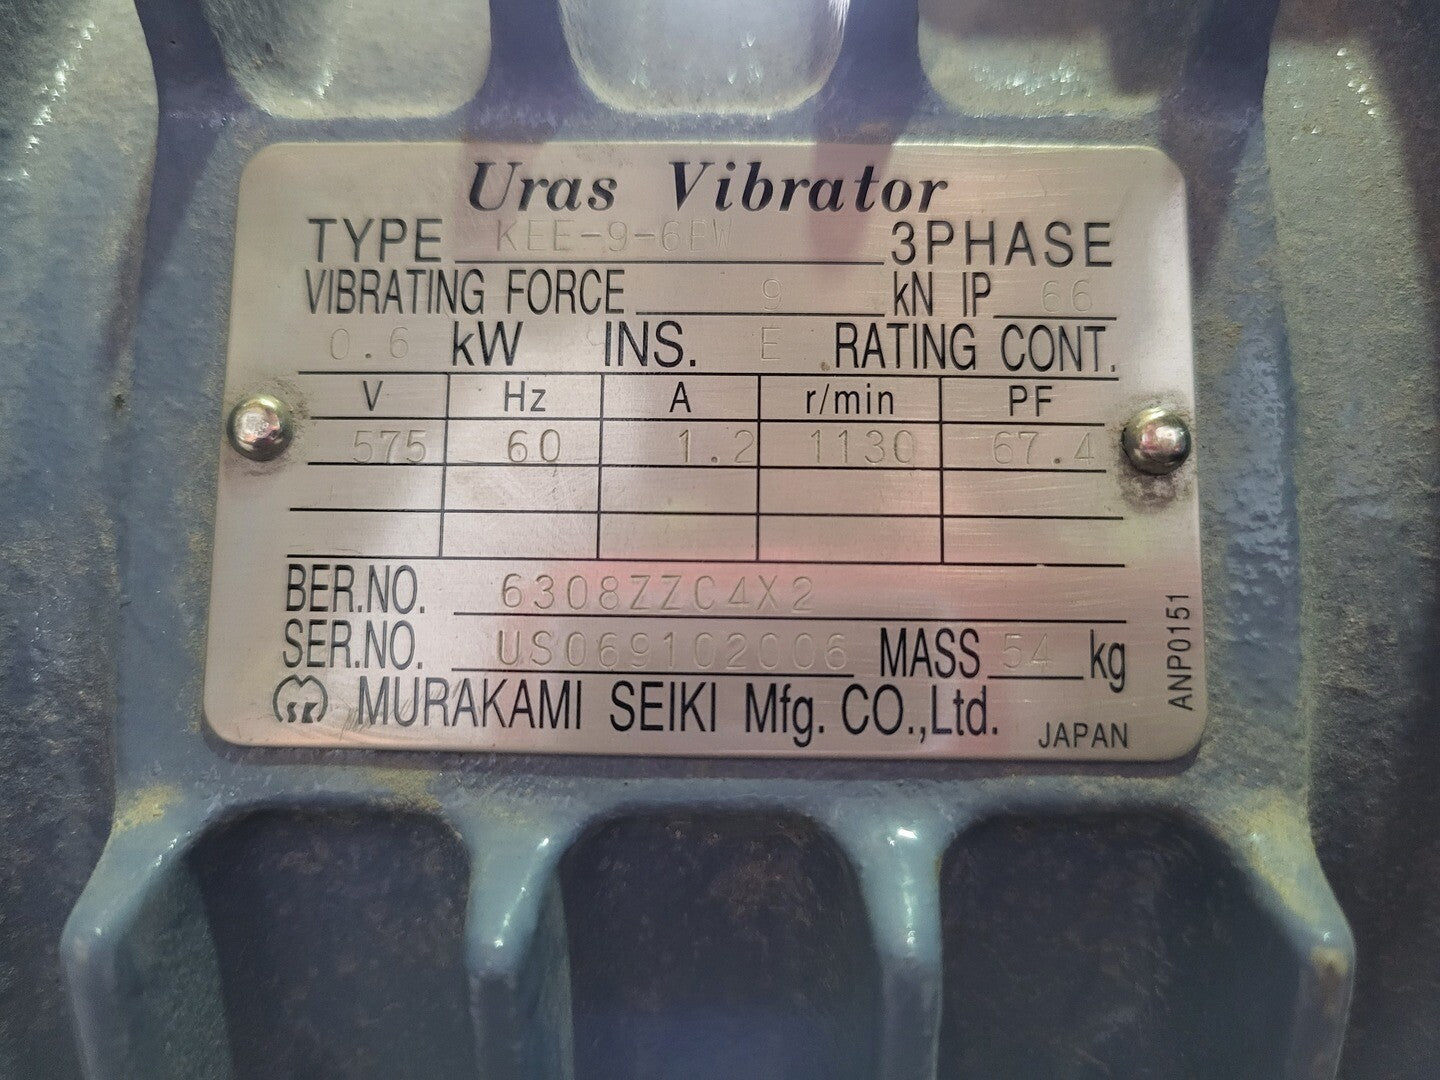 Uras Vibrator
TYPE KEE-9-6FW 3PHASE
VIBRATING FORCE 9 kN IP 66
0.6 kW INS. E RATING CONT.
V Hz A r/min PF
575 60 1.2 1130 67.4
BER.NO. 6308ZZC4X2
SER.NO. US069102006 MASS 54 kg
SK MURAKAMI SEIKI Mfg. CO.,Ltd.
JAPAN
ANP0151